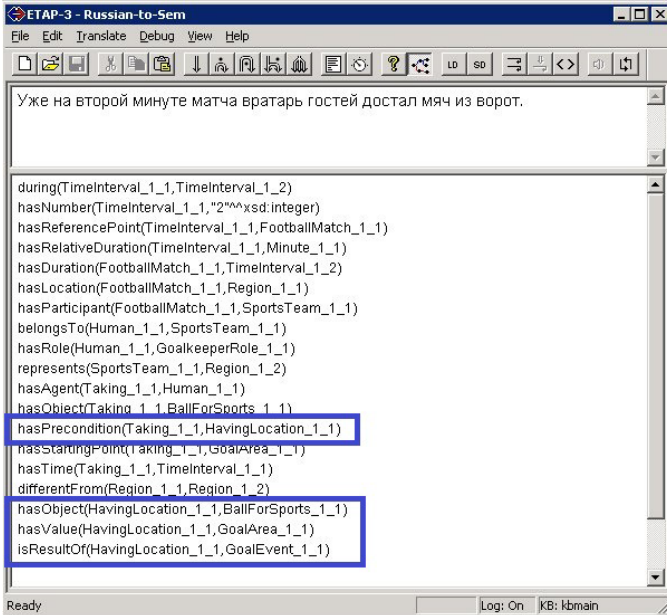 ETAP-3 - Russian-to-Sem
File Edit Translate Debug View Help
LD SD
Уже на второй минуте матча вратарь гостей достал мяч из ворот.
during(TimeInterval_1_1,TimeInterval_1_2)
hasNumber(TimeInterval_1_1,"2"^^xsd:integer)
hasReferencePoint(TimeInterval_1_1,FootballMatch_1_1)
hasRelativeDuration(TimeInterval_1_1,Minute_1_1)
hasDuration(FootballMatch_1_1,TimeInterval_1_2)
hasLocation(FootballMatch_1_1,Region_1_1)
hasParticipant(FootballMatch_1_1,SportsTeam_1_1)
belongsTo(Human_1_1,SportsTeam_1_1)
hasRole(Human_1_1,GoalkeeperRole_1_1)
represents(SportsTeam_1_1,Region_1_2)
hasAgent(Taking_1_1,Human_1_1)
hasObject(Taking_1_1,BallForSports_1_1)
hasPrecondition(Taking_1_1,HavingLocation_1_1)
hasStartingPoint(Taking_1_1,GoalArea_1_1)
hasTime(Taking_1_1,TimeInterval_1_1)
differentFrom(Region_1_1,Region_1_2)
hasObject(HavingLocation_1_1,BallForSports_1_1)
hasValue(HavingLocation_1_1,GoalArea_1_1)
isResultOf(HavingLocation_1_1,GoalEvent_1_1)
Ready Log: On KB: kbmain